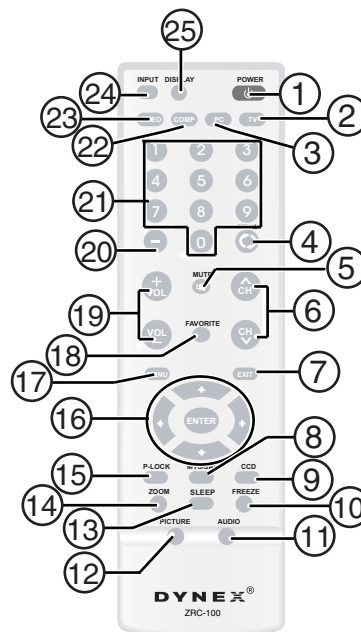 25
INPUT DISPLAY POWER
24 1
23 COMP PC TV 2
22 3
1 2 3
4 5 6
21
7 8 9
20 − 0 4
MUTE 5
+ VOL CH
19 6
FAVORITE
VOL − CH
18
17 EXIT 7
16 ENTER
8
P-LOCK CCD
15 9
ZOOM SLEEP FREEZE
14 10
13
PICTURE AUDIO
12 11
DYNEX®
ZRC-100